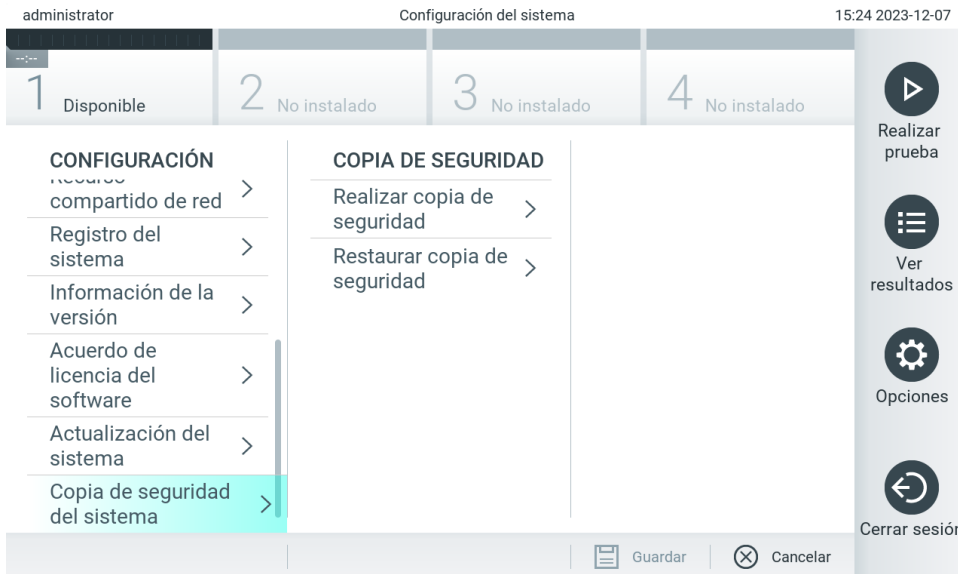 administrator
Configuración del sistema
15:24 2023-12-07
--:--
1 Disponible
2 No instalado
3 No instalado
4 No instalado
CONFIGURACIÓN
compartido de red
Registro del
sistema
Información de la
versión
Acuerdo de
licencia del
software
Actualización del
sistema
Copia de seguridad
del sistema
COPIA DE SEGURIDAD
Realizar copia de
seguridad
Restaurar copia de
seguridad
Realizar
prueba
Ver
resultados
Opciones
Cerrar sesión
Guardar
Cancelar